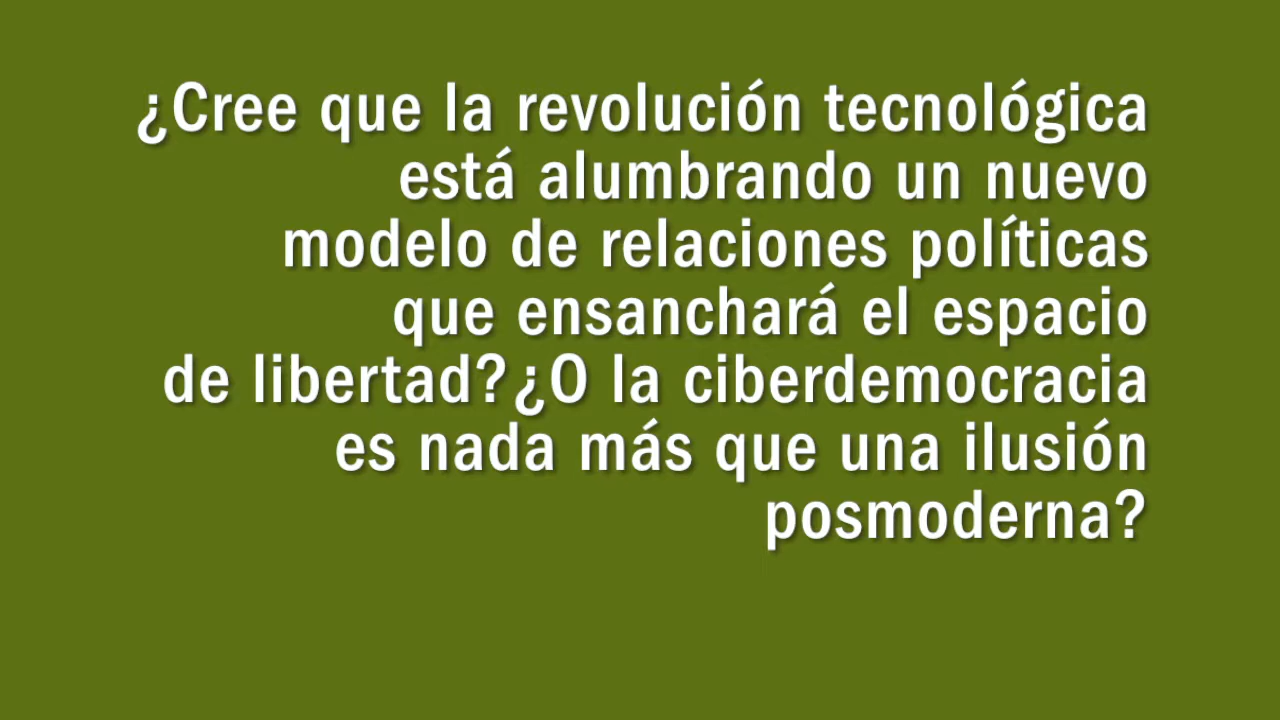 ¿Cree que la revolución tecnológica
está alumbrando un nuevo
modelo de relaciones políticas
que ensanchará el espacio
de libertad?¿O la ciberdemocracia
es nada más que una ilusión
posmoderna?